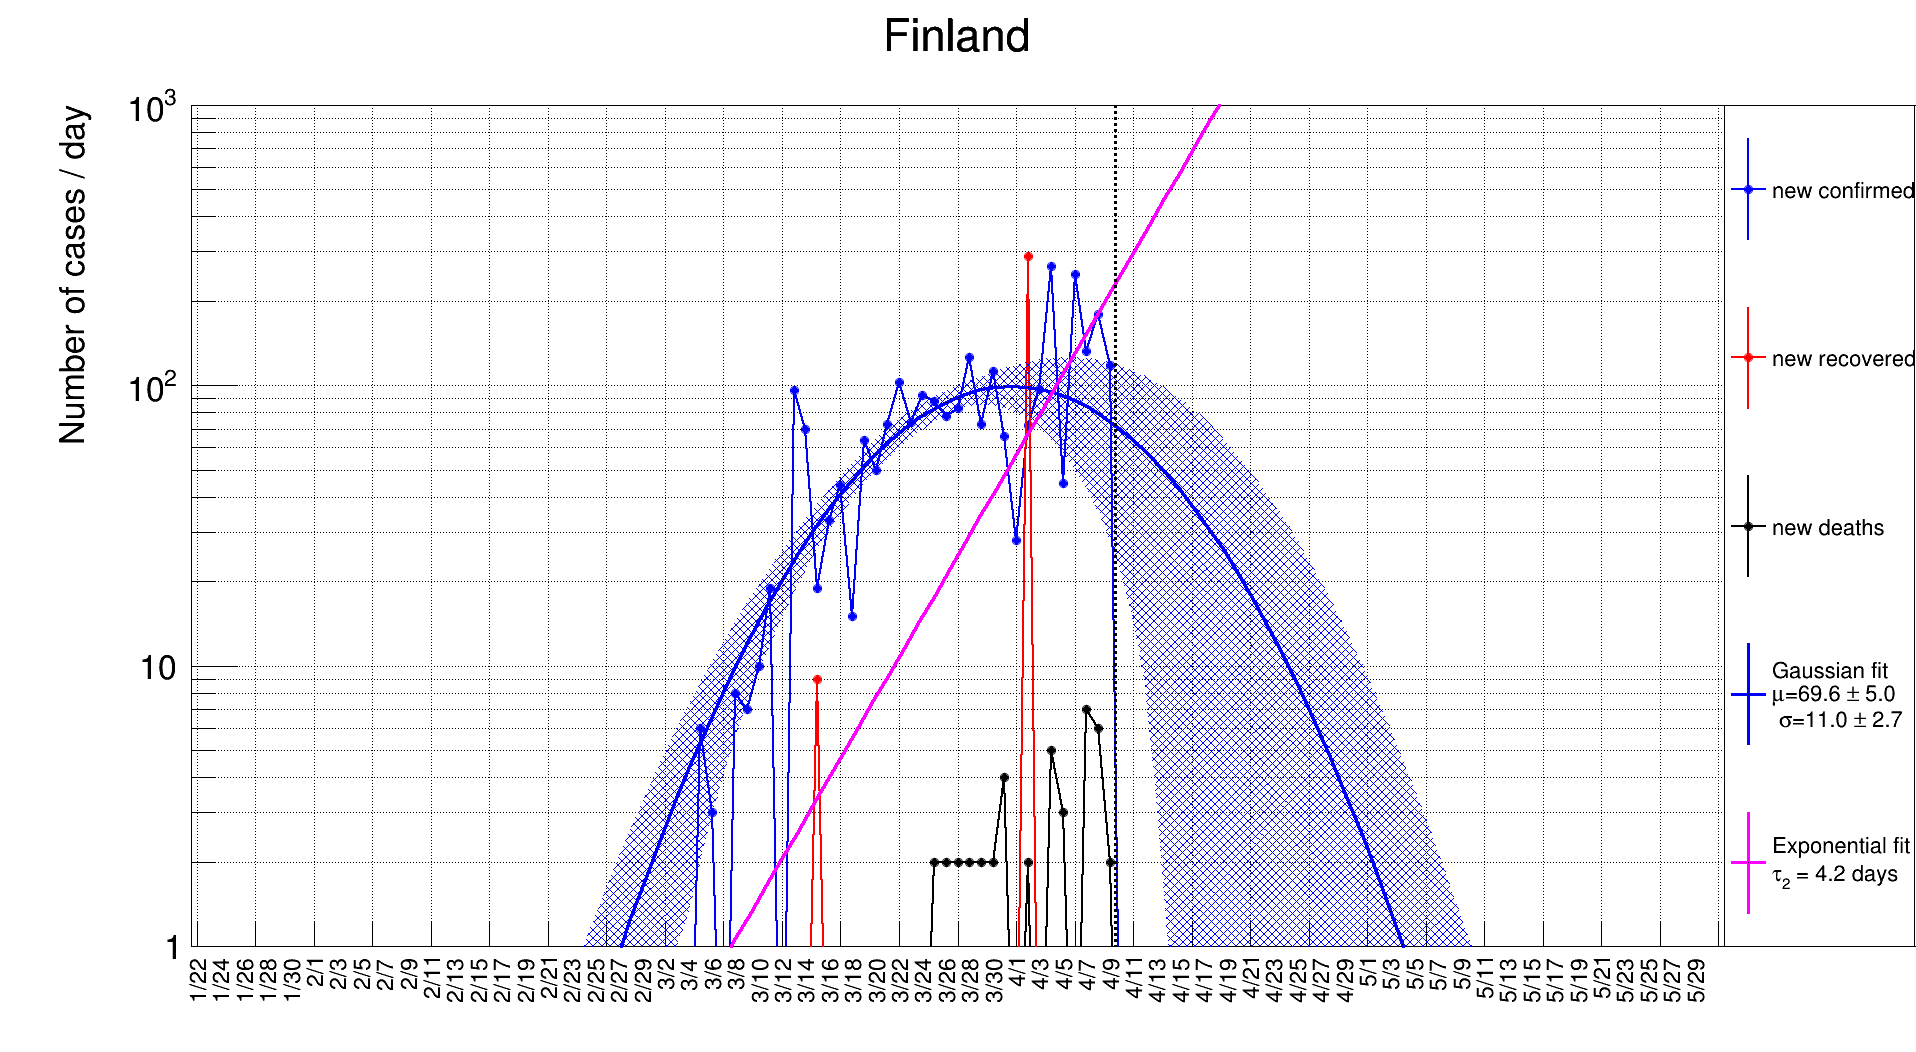 Finland
Number of cases / day
10³
10²
10
1
1/22 1/24 1/26 1/28 1/30 2/1 2/3 2/5 2/7 2/9 2/11 2/13 2/15 2/17 2/19 2/21 2/23 2/25 2/27 2/29 3/2 3/4 3/6 3/8 3/10 3/12 3/14 3/16 3/18 3/20 3/22 3/24 3/26 3/28 3/30 4/1 4/3 4/5 4/7 4/9 4/11 4/13 4/15 4/17 4/19 4/21 4/23 4/25 4/27 4/29 5/1 5/3 5/5 5/7 5/9 5/11 5/13 5/15 5/17 5/19 5/21 5/23 5/25 5/27 5/29
new confirmed
new recovered
new deaths
Gaussian fit
μ=69.6 ± 5.0
σ=11.0 ± 2.7
Exponential fit
τ₂ = 4.2 days